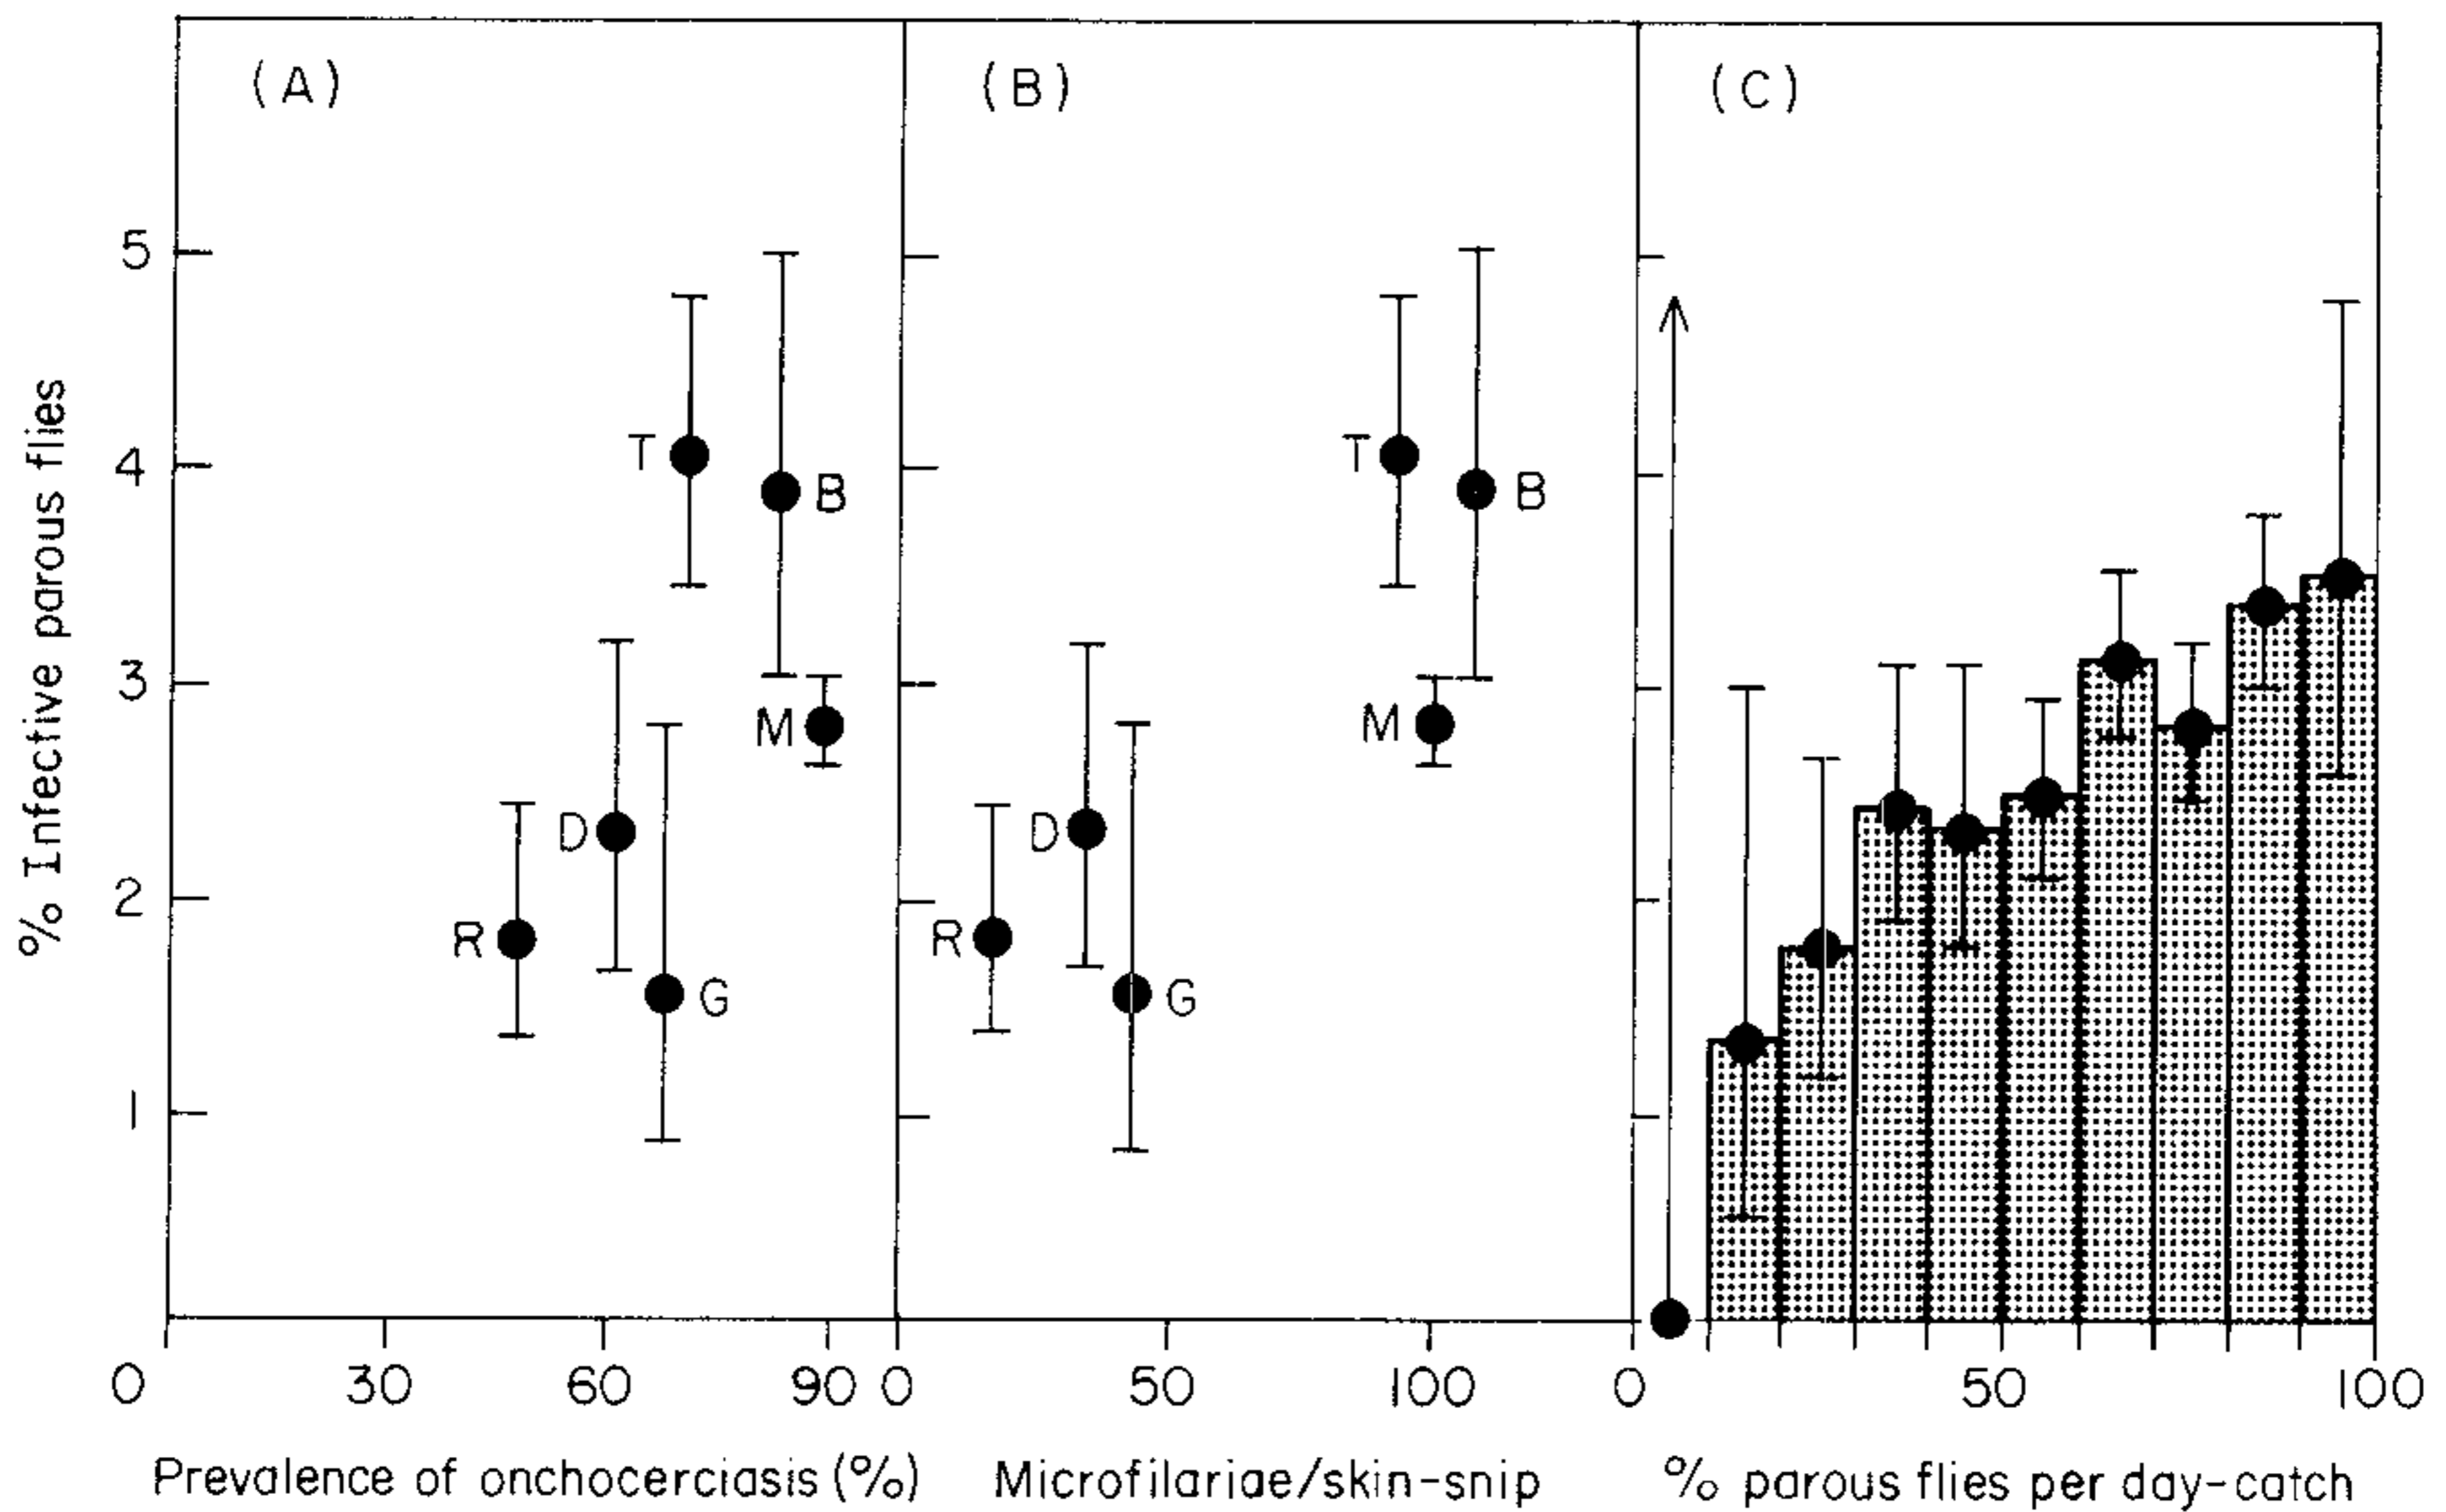 (A) (B) (C)
% Infective parous flies
5
4
3
2
1
T
B
M
D
R
G
T
B
M
D
R
G
0 30 60 90 0 50 100 0 50 100
Prevalence of onchocerciasis (%) Microfilariae/skin-snip % parous flies per day-catch